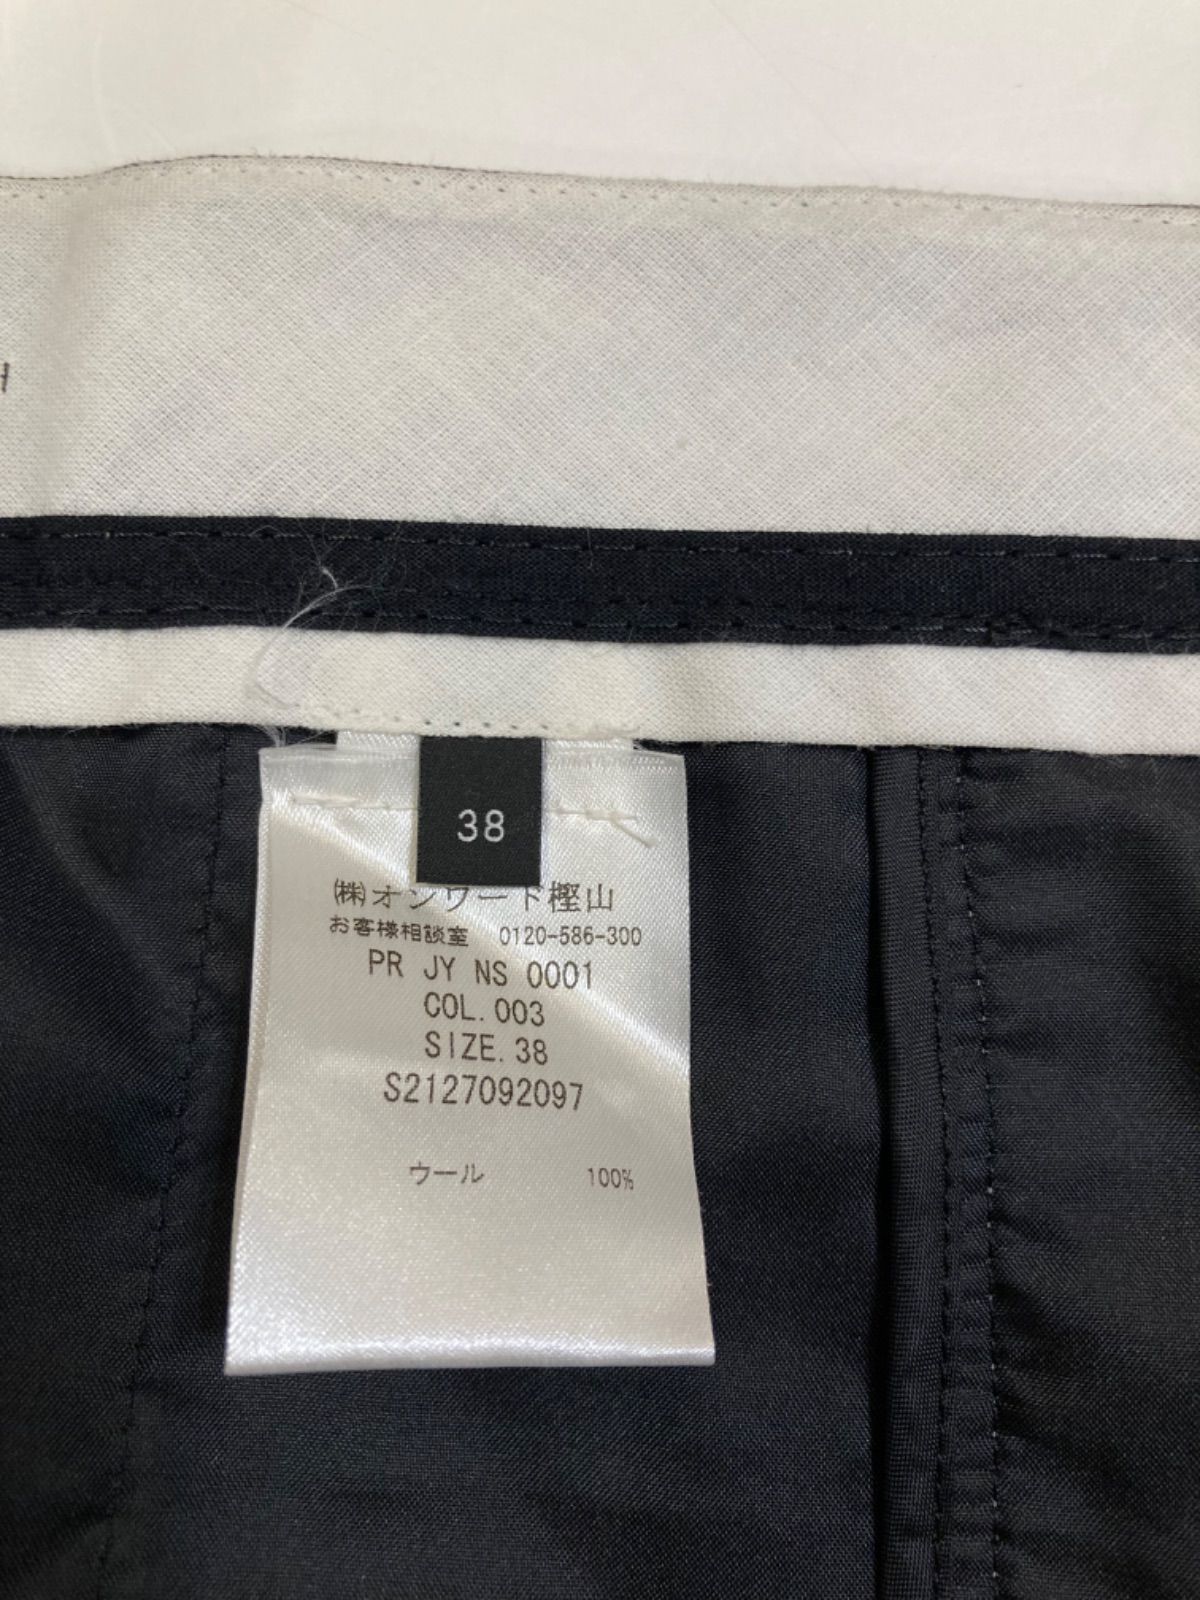 H
38
㈱オンワード樫山
お客様相談室 0120-586-300
PR JY NS 0001
COL.003
SIZE.38
S2127092097
ウール 100%